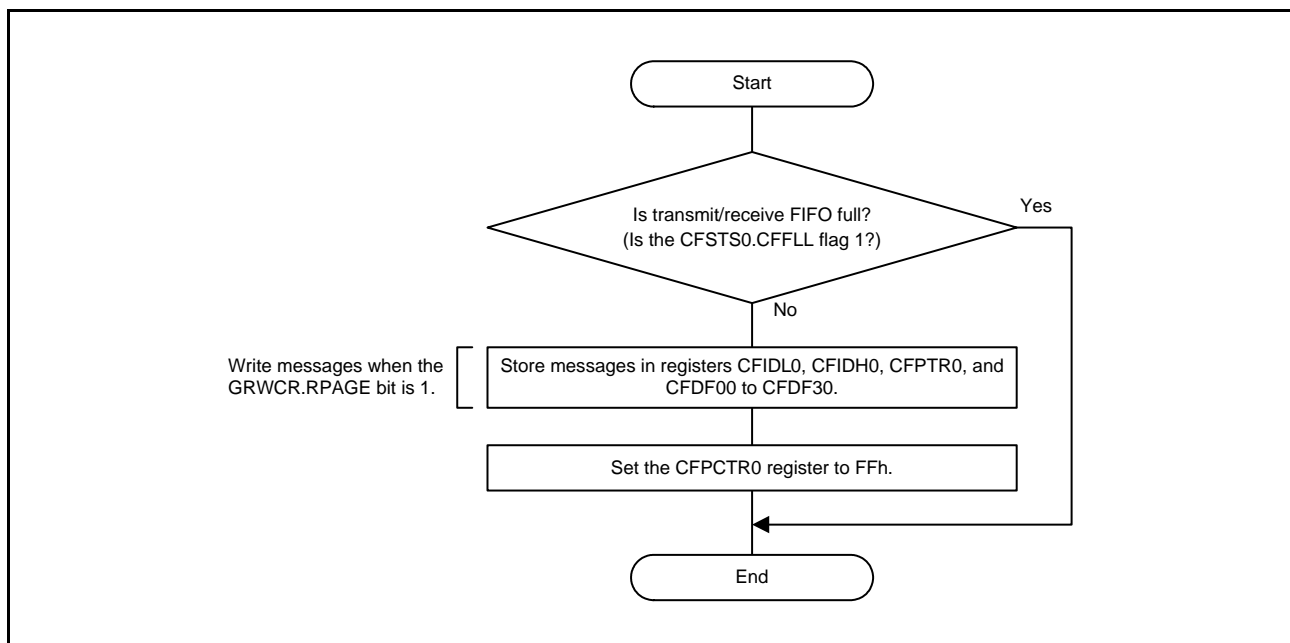 Start
Is transmit/receive FIFO full?
(Is the CFSTS0.CFFLL flag 1?)
Yes
No
Write messages when the
GRWCR.RPAGE bit is 1.
Store messages in registers CFIDL0, CFIDH0, CFPTR0, and
CFDF00 to CFDF30.
Set the CFPCTR0 register to FFh.
End